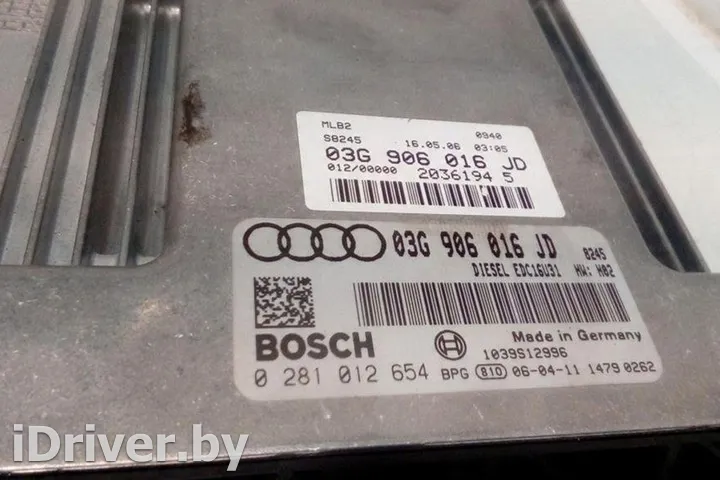 MLB2 0940
S8245 16.05.06 03:05
03G 906 016 JD
012/00000 2036194 5
03G 906 016 JD 8245
DIESEL EDC16U31 HW: H02
BOSCH Made in Germany
1039S12996
0 281 012 654 BPG 810 06-04-11 1479 0262
iDriver.by